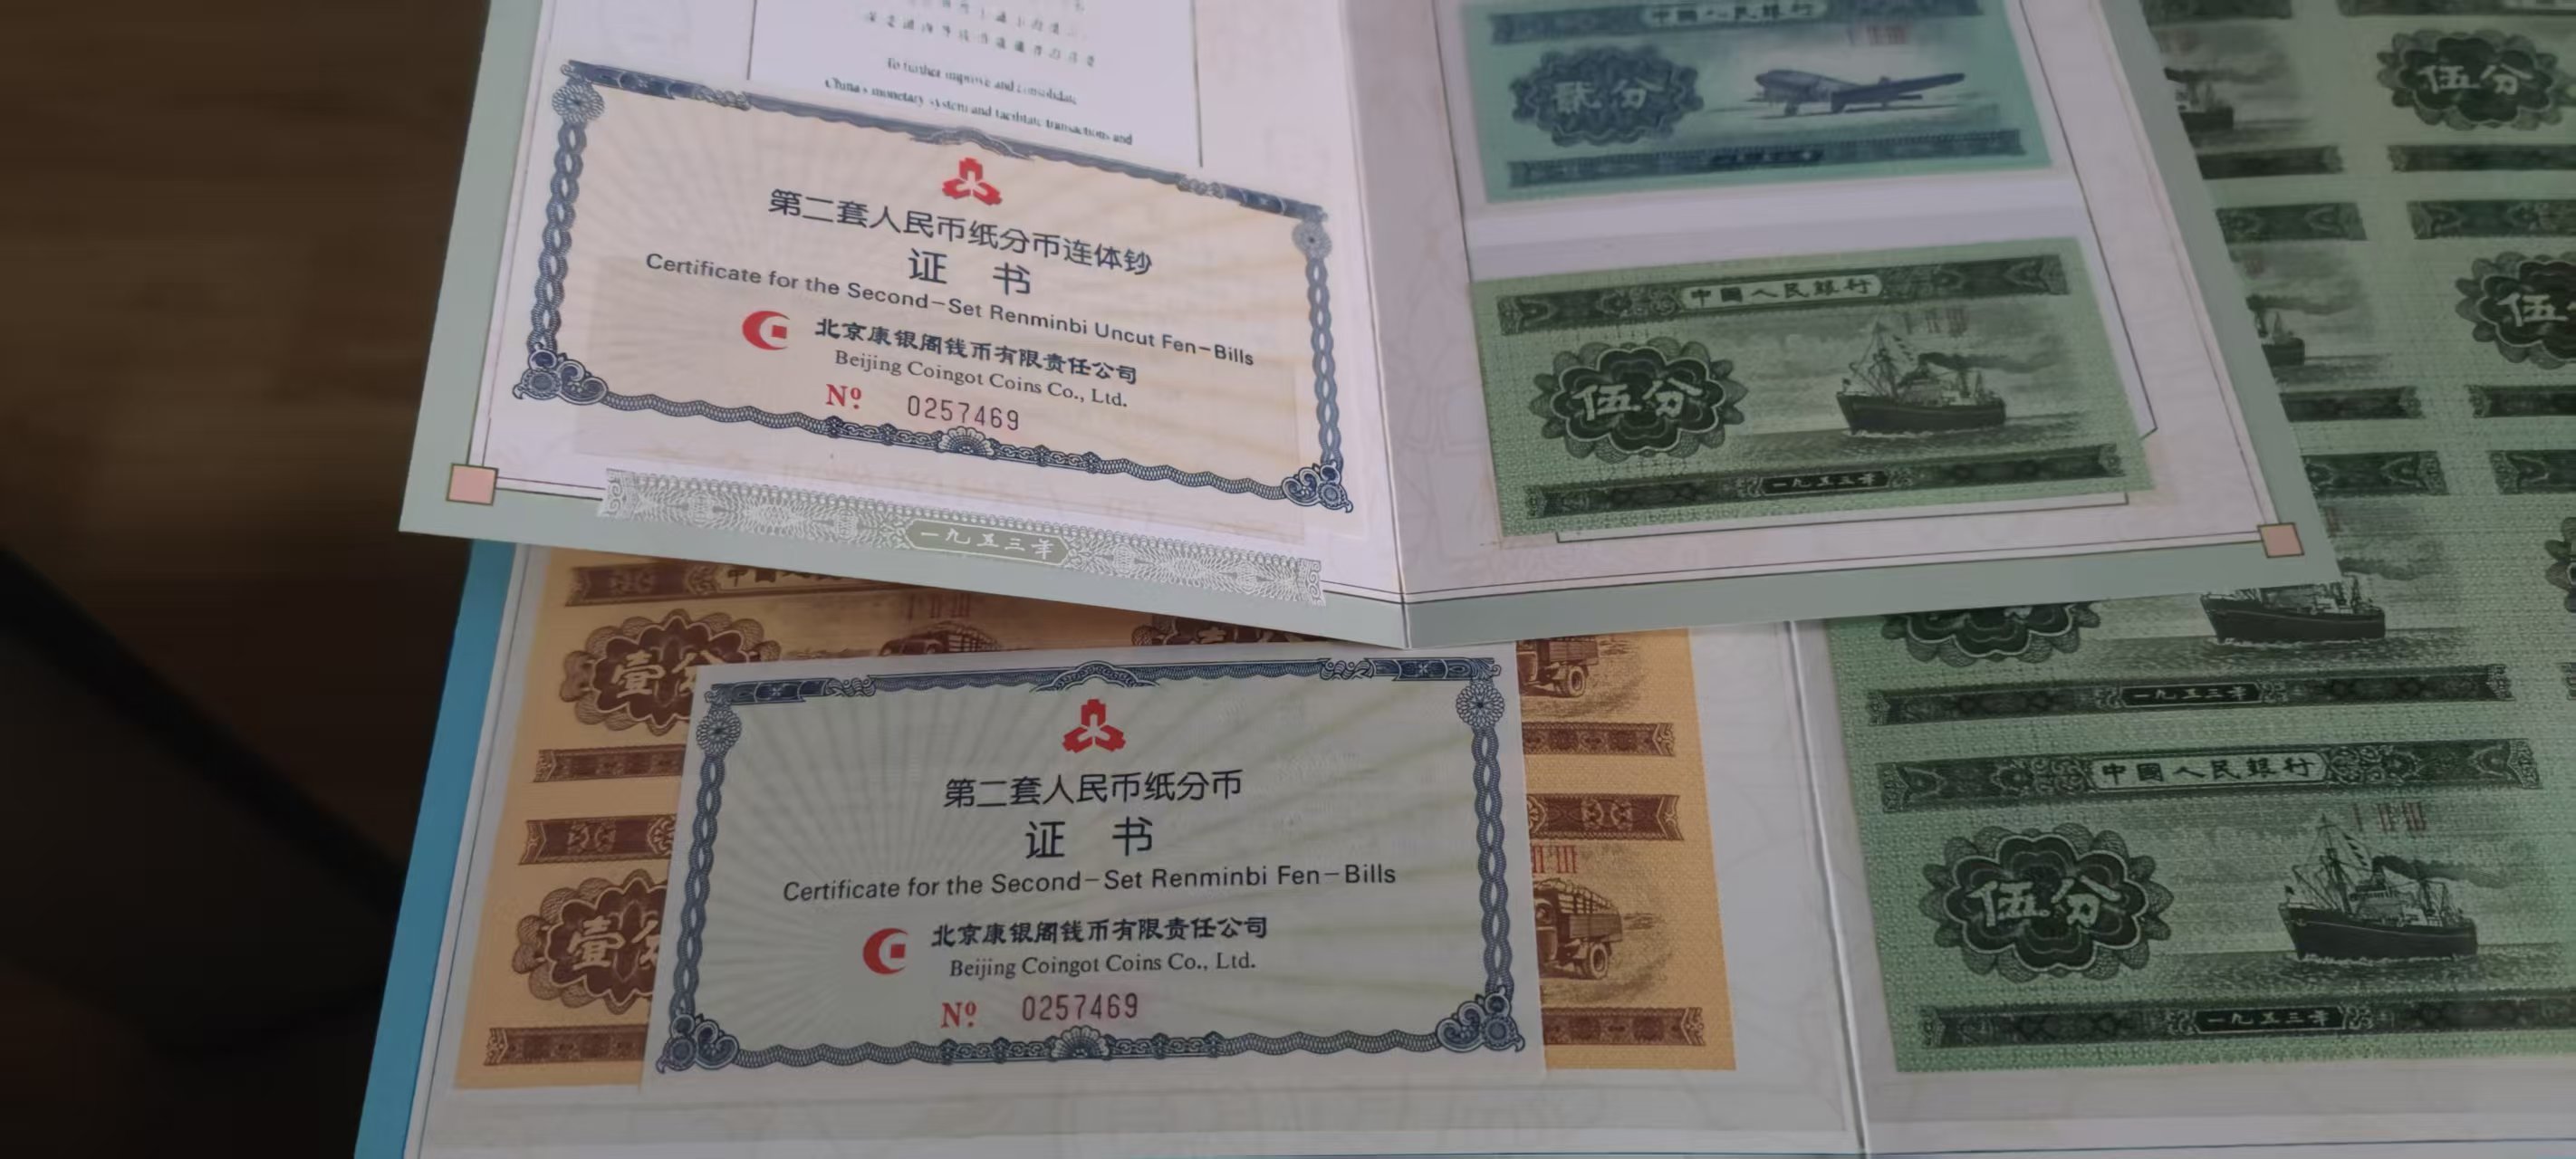 To further improve and consolidate
China's monetary system and facilitate transactions and
第二套人民币纸分币连体钞
证 书
Certificate for the Second-Set Renminbi Uncut Fen-Bills
北京康银阁钱币有限责任公司
Beijing Coingot Coins Co., Ltd.
Nº 0257469
一九五三年
中國人民銀行
贰分
中國人民銀行
伍分
一九五三年
伍分
伍
壹分
壹
第二套人民币纸分币
证 书
Certificate for the Second-Set Renminbi Fen-Bills
北京康银阁钱币有限责任公司
Beijing Coingot Coins Co., Ltd.
Nº 0257469
一九五三年
中國人民銀行
伍分
一九五三年